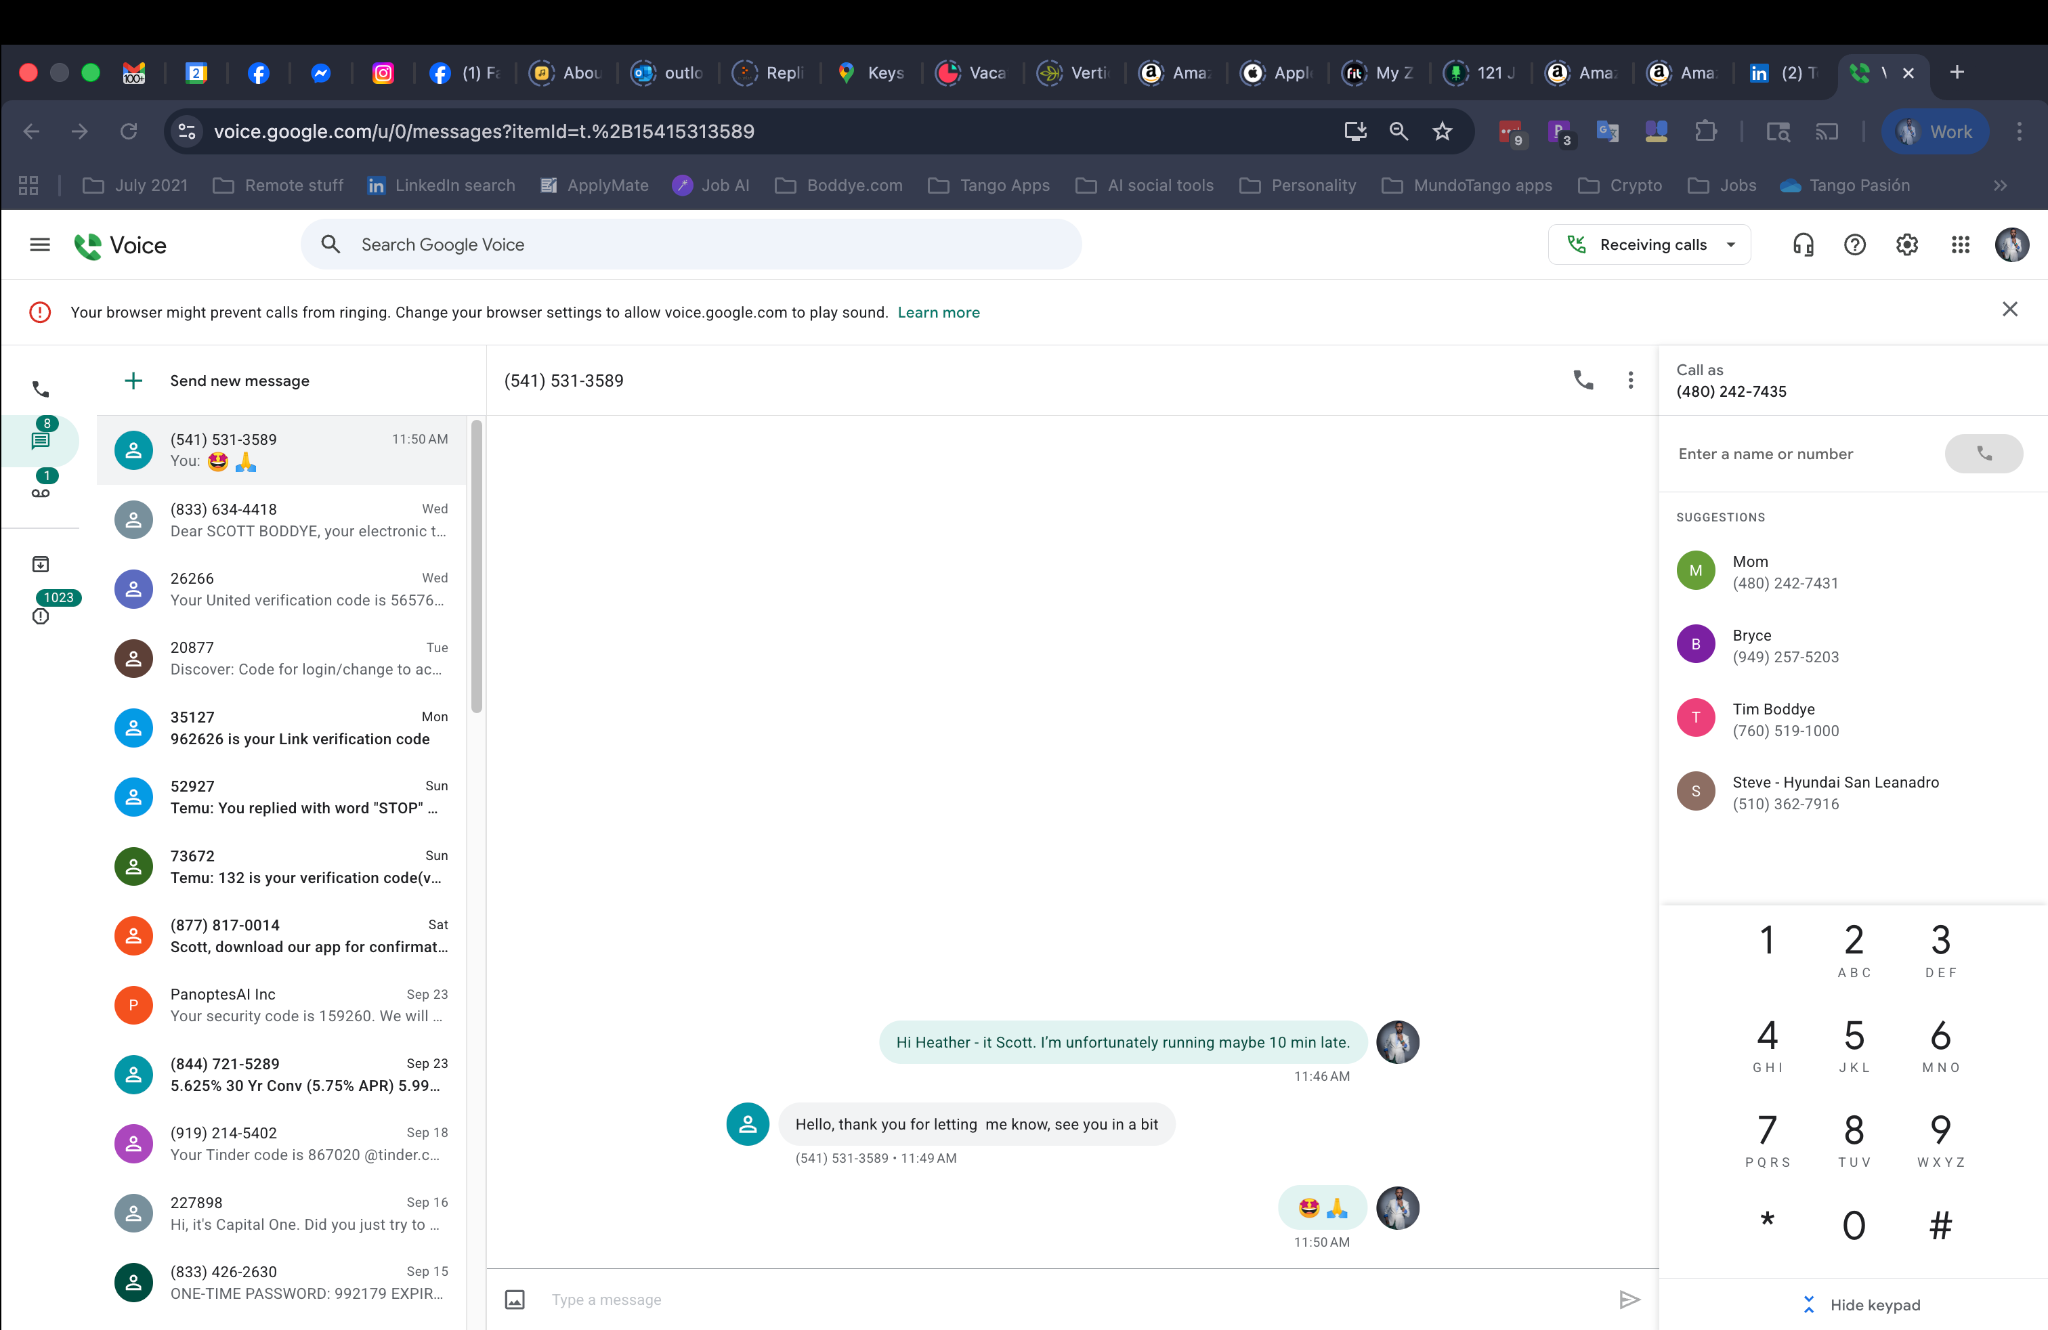 100+
2
(1) Fa
Abou
outlo
Repli
Keys
Vaca
Verti
Amaz
Apple
My Z
121 J
Amaz
Amaz
(2) T
voice.google.com/u/0/messages?itemId=t.%2B15415313589
9
3
Work
July 2021
Remote stuff
LinkedIn search
ApplyMate
Job AI
Boddye.com
Tango Apps
AI social tools
Personality
MundoTango apps
Crypto
Jobs
Tango Pasión
Voice
Search Google Voice
Receiving calls
Your browser might prevent calls from ringing. Change your browser settings to allow voice.google.com to play sound. Learn more
8
1
1023
Send new message
(541) 531-3589 11:50 AM
You: 🤩 🙏
(833) 634-4418 Wed
Dear SCOTT BODDYE, your electronic t...
26266 Wed
Your United verification code is 56576...
20877 Tue
Discover: Code for login/change to ac...
35127 Mon
962626 is your Link verification code
52927 Sun
Temu: You replied with word "STOP" ...
73672 Sun
Temu: 132 is your verification code(v...
(877) 817-0014 Sat
Scott, download our app for confirmat...
P
PanoptesAI Inc Sep 23
Your security code is 159260. We will ...
(844) 721-5289 Sep 23
5.625% 30 Yr Conv (5.75% APR) 5.99...
(919) 214-5402 Sep 18
Your Tinder code is 867020 @tinder.c...
227898 Sep 16
Hi, it's Capital One. Did you just try to ...
(833) 426-2630 Sep 15
ONE-TIME PASSWORD: 992179 EXPIR...
(541) 531-3589
Hi Heather - it Scott. I'm unfortunately running maybe 10 min late.
11:46 AM
Hello, thank you for letting  me know, see you in a bit
(541) 531-3589 • 11:49 AM
🤩 🙏
11:50 AM
Type a message
Call as
(480) 242-7435
Enter a name or number
SUGGESTIONS
M
Mom
(480) 242-7431
B
Bryce
(949) 257-5203
T
Tim Boddye
(760) 519-1000
S
Steve - Hyundai San Leanadro
(510) 362-7916
1 2 3
ABC DEF
4 5 6
GHI JKL MNO
7 8 9
PQRS TUV WXYZ
* 0 #
Hide keypad